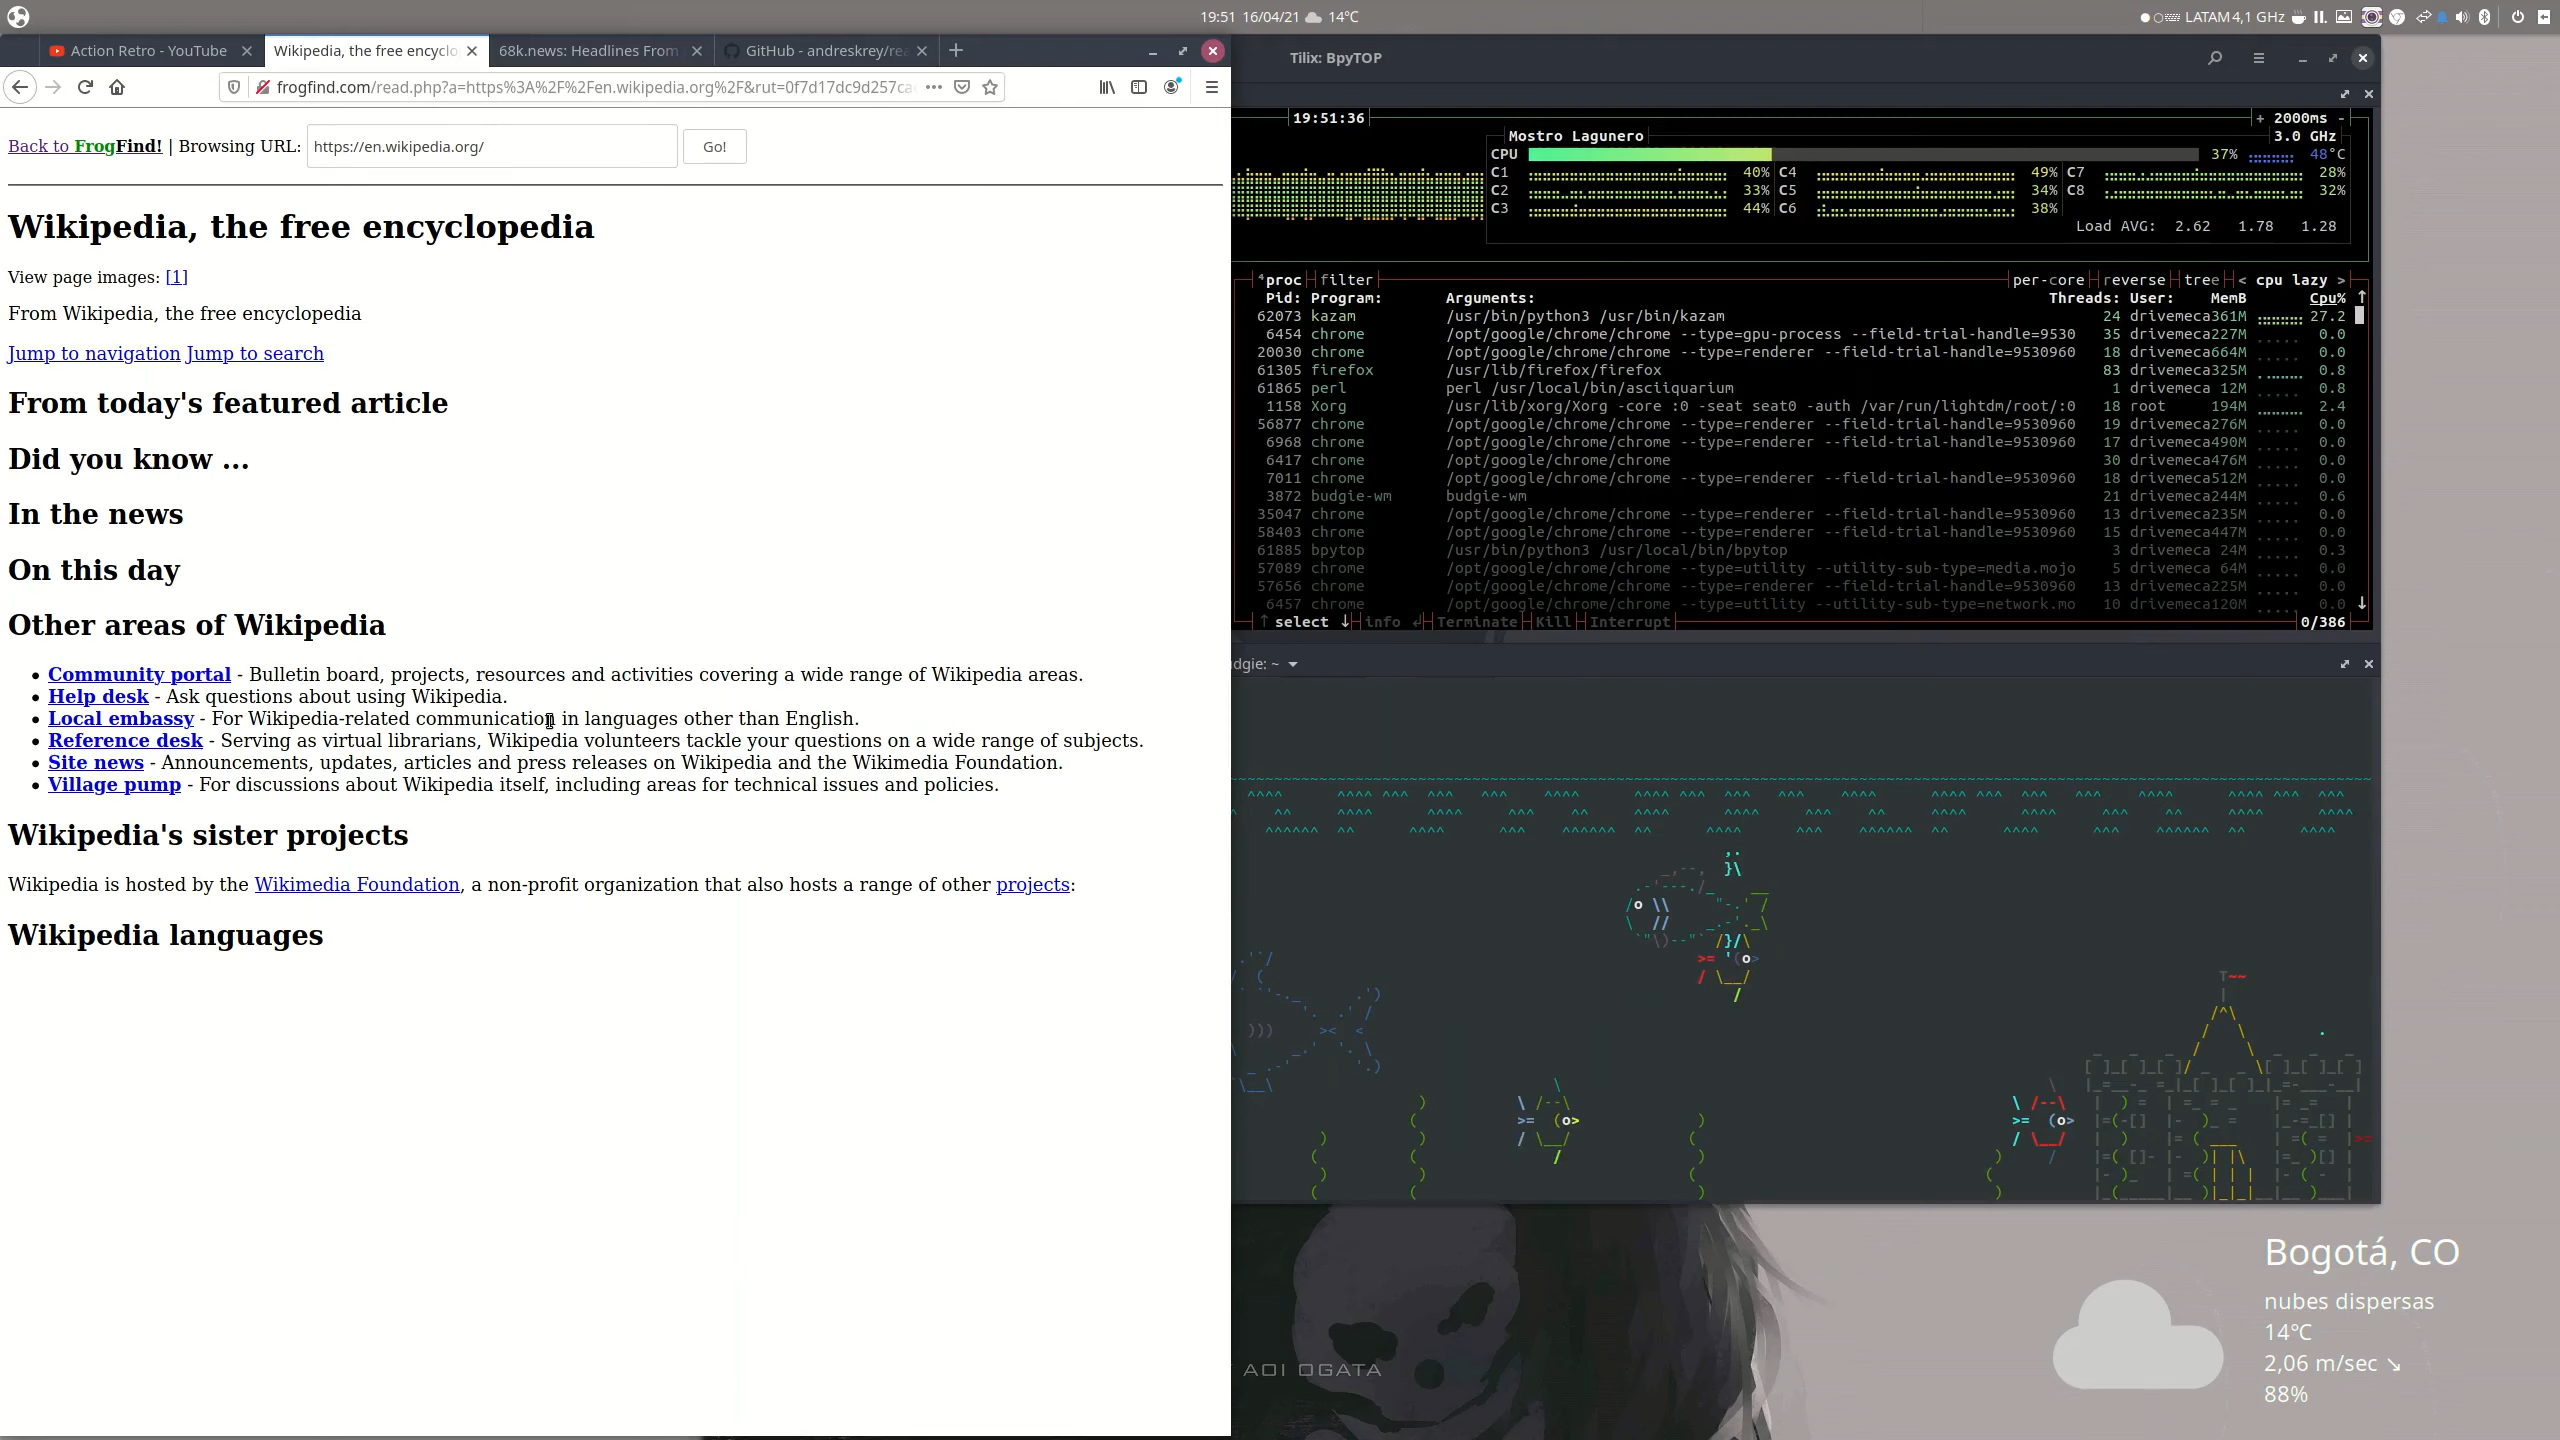 19:51 16/04/21 14°C
LATAM 4,1 GHz
Action Retro - YouTube
Wikipedia, the free encyclo
68k.news: Headlines From
GitHub - andreskrey/rea
frogfind.com/read.php?a=https%3A%2F%2Fen.wikipedia.org%2F&rut=0f7d17dc9d257ca
Back to FrogFind! | Browsing URL: https://en.wikipedia.org/ Go!
Wikipedia, the free encyclopedia
View page images: [1]
From Wikipedia, the free encyclopedia
Jump to navigation Jump to search
From today's featured article
Did you know ...
In the news
On this day
Other areas of Wikipedia
• Community portal - Bulletin board, projects, resources and activities covering a wide range of Wikipedia areas.
• Help desk - Ask questions about using Wikipedia.
• Local embassy - For Wikipedia-related communication in languages other than English.
• Reference desk - Serving as virtual librarians, Wikipedia volunteers tackle your questions on a wide range of subjects.
• Site news - Announcements, updates, articles and press releases on Wikipedia and the Wikimedia Foundation.
• Village pump - For discussions about Wikipedia itself, including areas for technical issues and policies.
Wikipedia's sister projects
Wikipedia is hosted by the Wikimedia Foundation, a non-profit organization that also hosts a range of other projects:
Wikipedia languages
Tilix: BpyTOP
19:51:36 + 2000ms -
Mostro Lagunero 3.0 GHz
CPU 37% 48°C
C1 40% C4 49% C7 28%
C2 33% C5 34% C8 32%
C3 44% C6 38%
Load AVG: 2.62 1.78 1.28
⁴proc filter per-core reverse tree < cpu lazy >
Pid: Program: Arguments: Threads: User: MemB Cpu%
62073 kazam /usr/bin/python3 /usr/bin/kazam 24 drivemeca361M 27.2
6454 chrome /opt/google/chrome/chrome --type=gpu-process --field-trial-handle=9530 35 drivemeca227M 0.0
20030 chrome /opt/google/chrome/chrome --type=renderer --field-trial-handle=9530960 18 drivemeca664M 0.0
61305 firefox /usr/lib/firefox/firefox 83 drivemeca325M 0.8
61865 perl perl /usr/local/bin/asciiquarium 1 drivemeca 12M 0.8
1158 Xorg /usr/lib/xorg/Xorg -core :0 -seat seat0 -auth /var/run/lightdm/root/:0 18 root 194M 2.4
56877 chrome /opt/google/chrome/chrome --type=renderer --field-trial-handle=9530960 19 drivemeca276M 0.0
6968 chrome /opt/google/chrome/chrome --type=renderer --field-trial-handle=9530960 17 drivemeca490M 0.0
6417 chrome /opt/google/chrome/chrome 30 drivemeca476M 0.0
7011 chrome /opt/google/chrome/chrome --type=renderer --field-trial-handle=9530960 18 drivemeca512M 0.0
3872 budgie-wm budgie-wm 21 drivemeca244M 0.6
35047 chrome /opt/google/chrome/chrome --type=renderer --field-trial-handle=9530960 13 drivemeca235M 0.0
58403 chrome /opt/google/chrome/chrome --type=renderer --field-trial-handle=9530960 15 drivemeca447M 0.0
61885 bpytop /usr/bin/python3 /usr/local/bin/bpytop 3 drivemeca 24M 0.3
57089 chrome /opt/google/chrome/chrome --type=utility --utility-sub-type=media.mojo 5 drivemeca 64M 0.0
57656 chrome /opt/google/chrome/chrome --type=renderer --field-trial-handle=9530960 13 drivemeca225M 0.0
6457 chrome /opt/google/chrome/chrome --type=utility --utility-sub-type=network.mo 10 drivemeca120M 0.0
↑ select ↓ info Terminate Kill Interrupt 0/386
dgie: ~
AOI OGATA
Bogotá, CO
nubes dispersas
14°C
2,06 m/sec ↘
88%